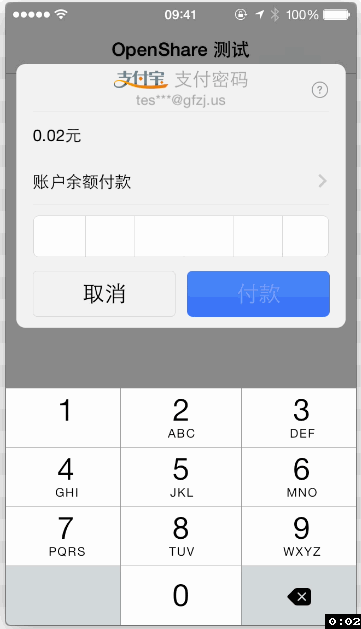 09:41 100%
OpenShare 测试
支付宝 支付密码
?
tes***@gfzj.us
0.02元
账户余额付款
取消 付款
1 2 3
ABC DEF
4 5 6
GHI JKL MNO
7 8 9
PQRS TUV WXYZ
0
0:02